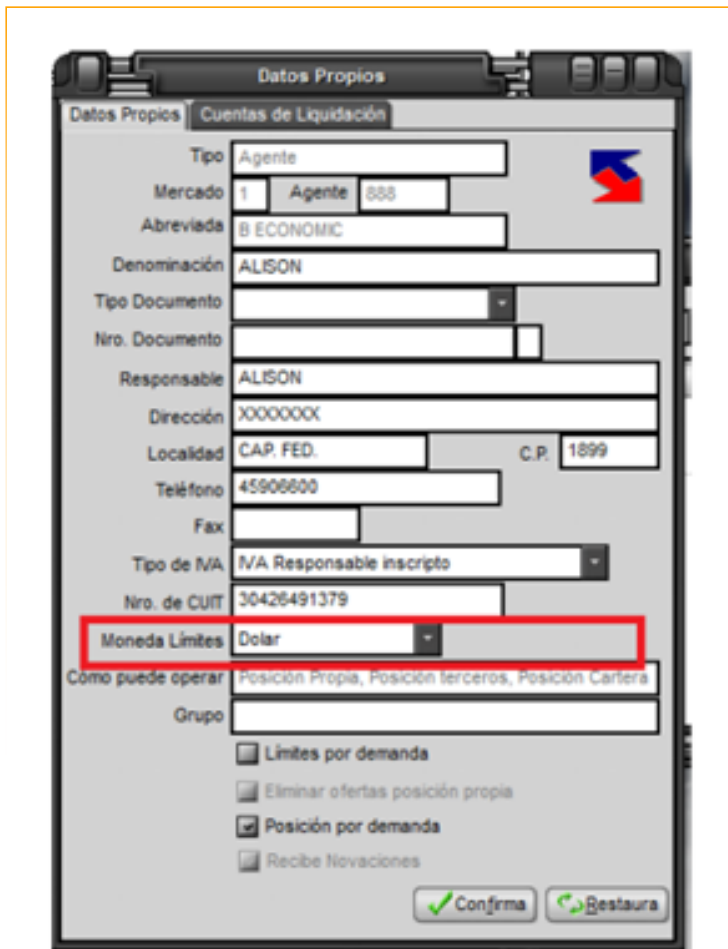 Datos Propios
Datos Propios Cuentas de Liquidación
Tipo Agente
Mercado 1 Agente 888
Abreviada B ECONOMIC
Denominación ALISON
Tipo Documento
Nro. Documento
Responsable ALISON
Dirección XXXXXXX
Localidad CAP. FED. C.P. 1899
Teléfono 45906600
Fax
Tipo de IVA IVA Responsable inscripto
Nro. de CUIT 30426491379
Moneda Límites Dolar
Como puede operar Posición Propia, Posición terceros, Posición Cartera
Grupo
Límites por demanda
Eliminar ofertas posición propia
Posición por demanda
Recibe Novaciones
Confirma Restaura